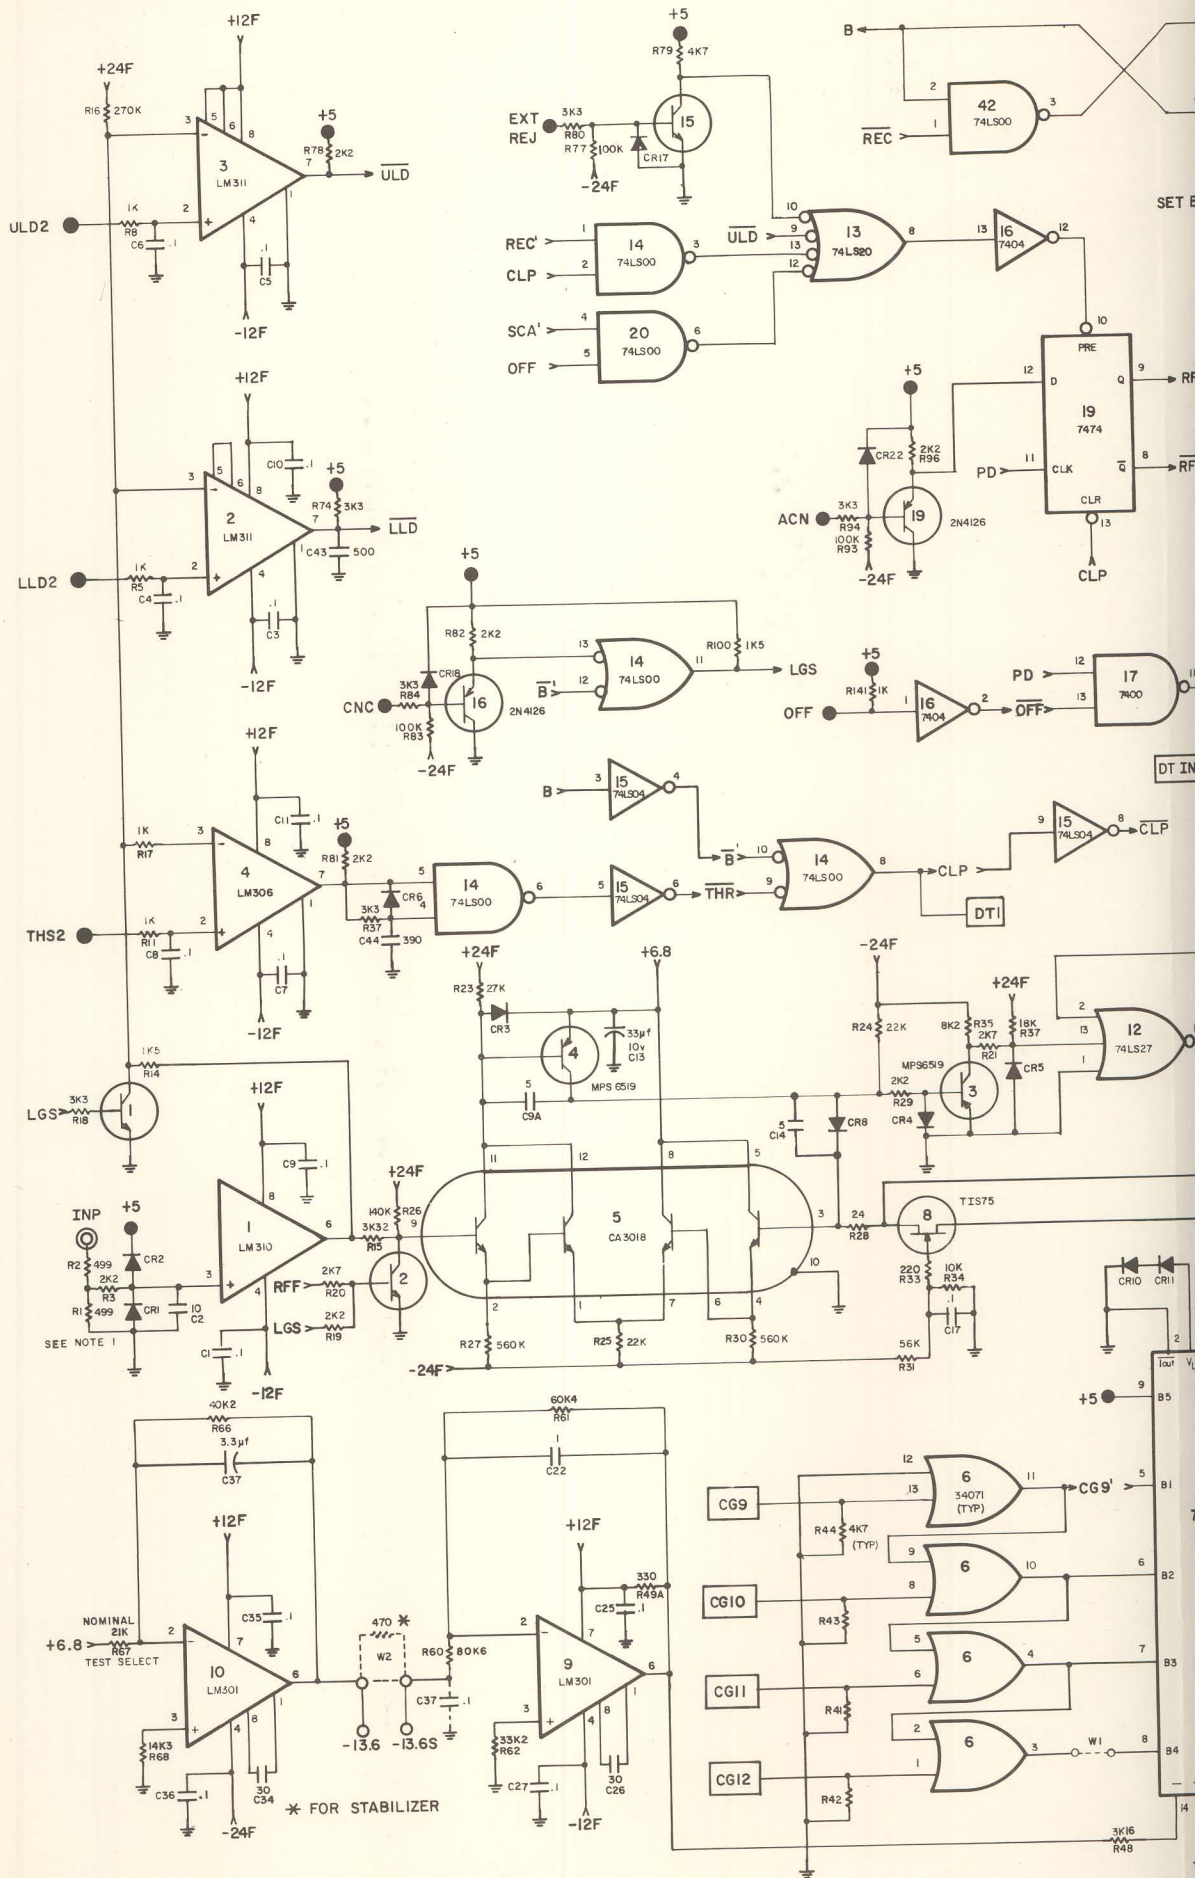 +12F
+24F
R16 270K
3
5
6
8
+5
R78 2K2
7
3
LM311
ULD
1
1K
R8
2
4
ULD2
C6 .1
.1
C5
-12F
+5
R79 4K7
EXT
REJ
3K3
R80
R77 100K
CR17
15
-24F
B
2
42
74LS00
3
REC
1
SET B
10
ULD
9
13
12
13
74LS20
8
13
16
7404
12
REC'
1
14
74LS00
3
CLP
2
SCA'
4
20
74LS00
6
OFF
5
10
PRE
12
D
Q
9
RF
19
7474
PD
11
CLK
Q
8
RF
CLR
13
CLP
+5
CR22
2K2
R96
ACN
3K3
R94
19
2N4126
100K
R93
-24F
+12F
C10 .1
3
5
6
8
+5
R74 3K3
7
2
LM311
LLD
1
C43 500
1K
R5
2
4
LLD2
C4 .1
.1
C3
-12F
+5
R82 2K2
CR18
3K3
R84
CNC
16
2N4126
100K
R83
-24F
13
14
74LS00
11
B'
12
R100 1K5
LGS
+5
R141 1K
OFF
1
16
7404
2
OFF
PD
12
17
7400
11
13
DT IN
+12F
C11 .1
1K
R17
3
8
+5
R81 2K2
7
4
LM306
1
1K
R11
2
4
THS2
C8 .1
.1
C7
-12F
3K3
R37
CR6
C44 390
5
4
14
74LS00
6
5
15
74LS04
6
THR
9
B
3
15
74LS04
4
B'
10
14
74LS00
8
CLP
DT1
9
15
74LS04
8
CLP
1K5
R14
LGS
3K3
R18
1
+12F
C9 .1
8
1
LM310
6
3
4
INP
+5
R2 499
2K2
R3
R1 499
CR2
CR1
10
C2
SEE NOTE 1
C1 .1
-12F
+24F
140K
R26
3K32
R15
9
RFF
2K7
R20
2
2K2
R19
LGS
+24F
R23 27K
CR3
4
MPS 6519
33µf
10v
C13
+6.8
5
C9A
5
C14
CR8
11
12
8
5
5
CA3018
3
10
2
1
7
6
4
R27 560K
R25 22K
R30 560K
-24F
-24F
R24 22K
8K2 R35
2K7
R21
+24F
18K
R37
MPS6519
2K2
R29
3
CR4
CR5
2
13
1
12
74LS27
24
R28
8
TIS75
220
R33
10K
R34
.1
C17
56K
R31
CR10
CR11
2
Iout
VL
+5
9
B5
40K2
R66
3.3µf
C37
+12F
C35 .1
NOMINAL
21K
+6.8
R67
TEST SELECT
2
7
10
LM301
6
3
4
8
1
14K3
R68
C36 .1
30
C34
-24F
* FOR STABILIZER
470 *
W2
-13.6
-13.6S
60K4
R61
.1
C22
+12F
330
R49A
C25 .1
R60 80K6
C37 .1
2
7
9
LM301
6
3
4
8
1
33K2
R62
C27 .1
30
C26
-12F
CG9
12
13
6
34071
(TYP)
11
CG9'
5
B1
R44 4K7
(TYP)
CG10
9
8
6
10
6
B2
R43
CG11
5
6
6
4
7
B3
R41
CG12
2
1
6
3
W1
8
B4
R42
3K16
R48
14